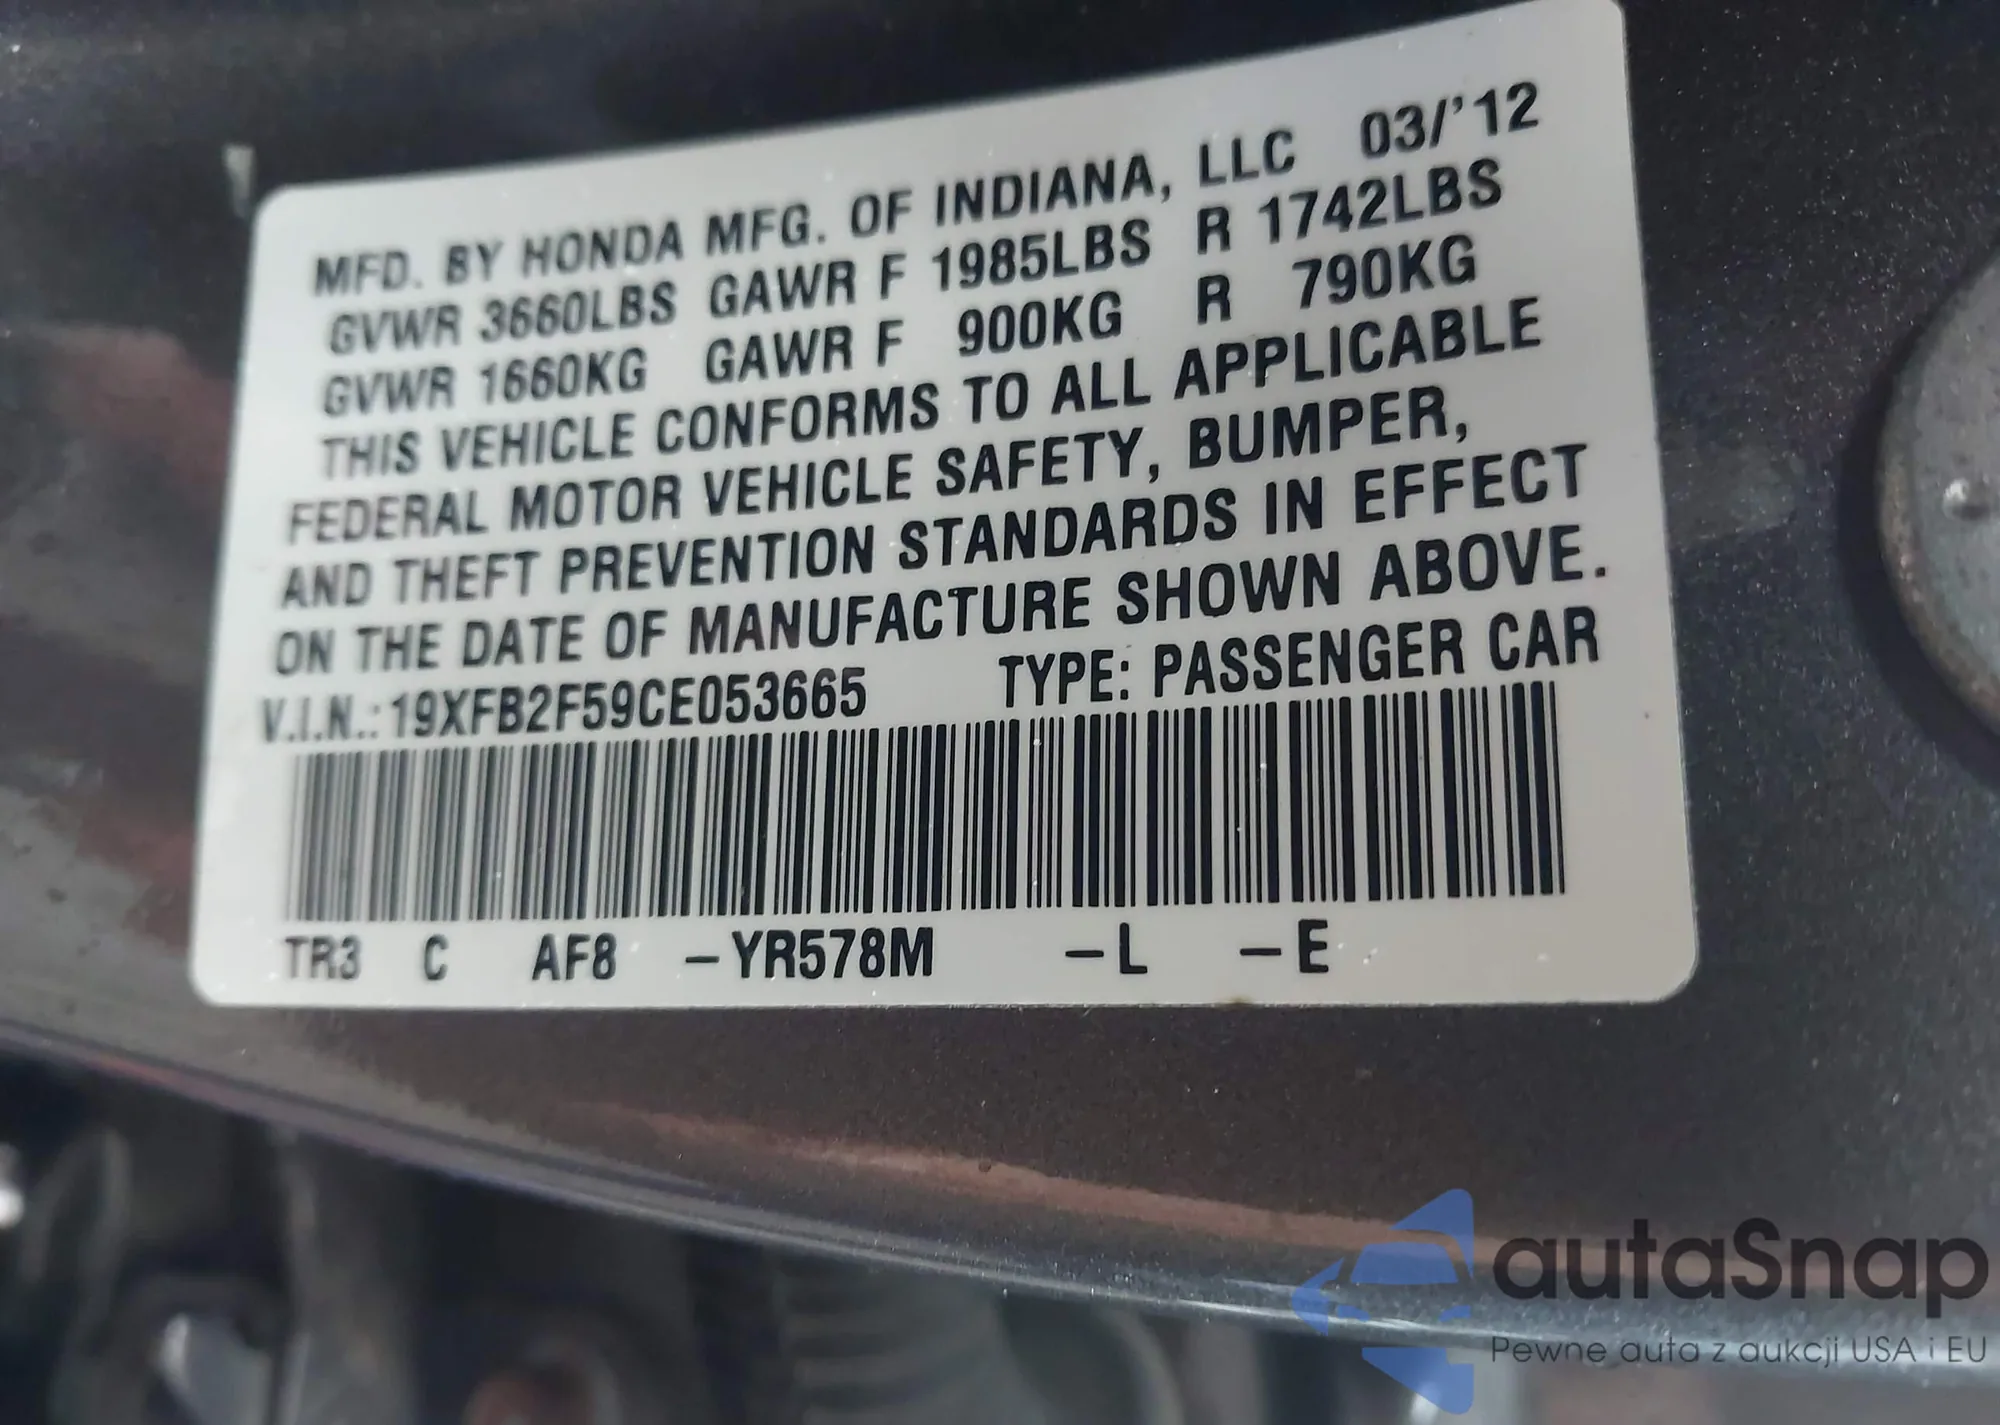 MFD. BY HONDA MFG. OF INDIANA, LLC 03/'12
GVWR 3660LBS GAWR F 1985LBS R 1742LBS
GVWR 1660KG GAWR F 900KG R 790KG
THIS VEHICLE CONFORMS TO ALL APPLICABLE
FEDERAL MOTOR VEHICLE SAFETY, BUMPER,
AND THEFT PREVENTION STANDARDS IN EFFECT
ON THE DATE OF MANUFACTURE SHOWN ABOVE.
V.I.N.: 19XFB2F59CE053665 TYPE: PASSENGER CAR
TR3 C AF8 –YR578M –L –E
autaSnap
Pewne auta z aukcji USA i EU